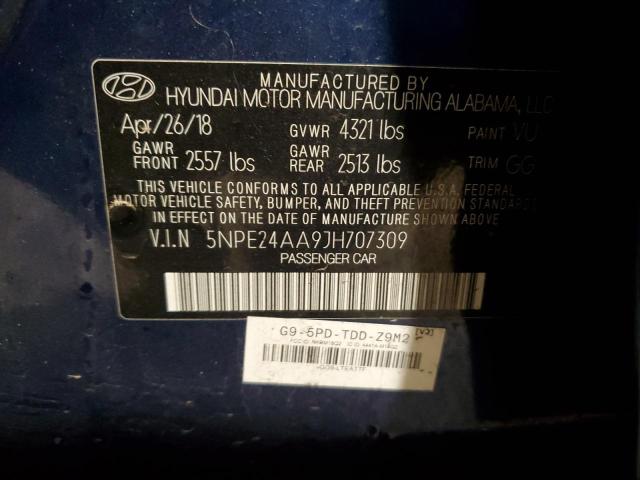 MANUFACTURED BY
HYUNDAI MOTOR MANUFACTURING ALABAMA, LLC
Apr/26/18 GVWR 4321 lbs PAINT VU
GAWR FRONT 2557 lbs GAWR REAR 2513 lbs TRIM GG
THIS VEHICLE CONFORMS TO ALL APPLICABLE U.S.A. FEDERAL
MOTOR VEHICLE SAFETY, BUMPER, AND THEFT PREVENTION
IN EFFECT ON THE DATE OF MANUFACTURE SHOWN ABOVE.
V.I.N 5NPE24AA9JH707309
PASSENGER CAR
G9-5PD-TDD-Z9M2 [V3]